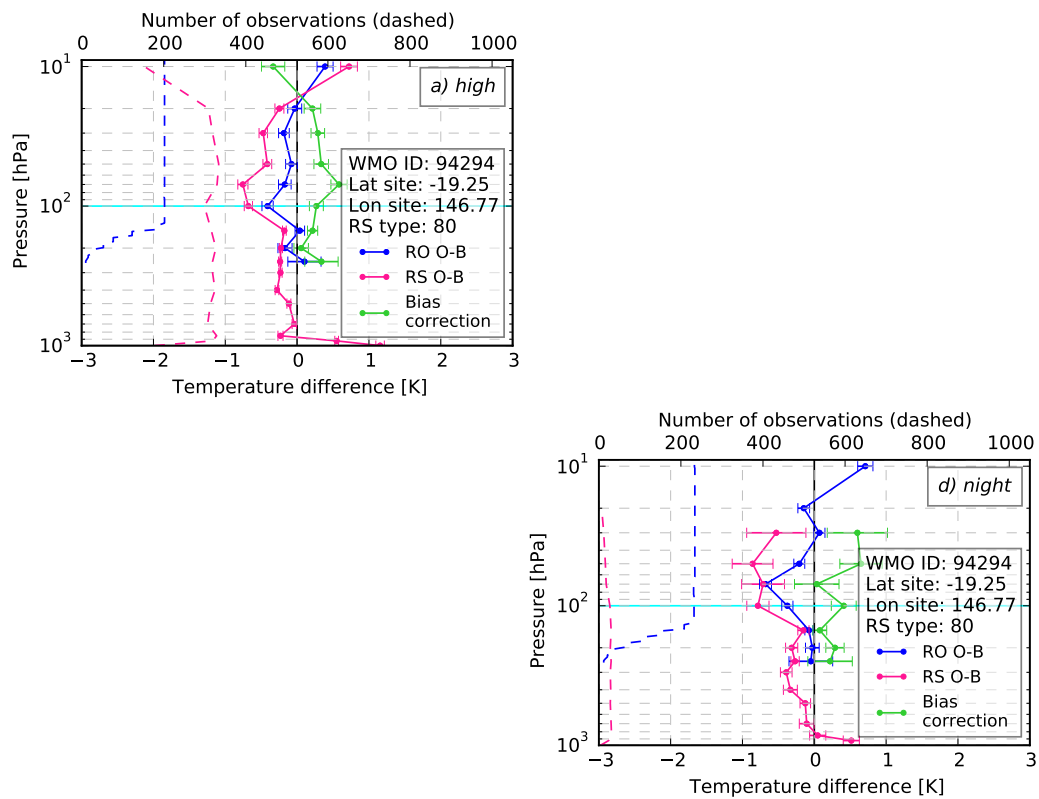 Number of observations (dashed)
0 200 400 600 800 1000
10¹
a) high
WMO ID: 94294
Lat site: -19.25
Lon site: 146.77
RS type: 80
RO O-B
RS O-B
Bias
correction
10²
10³
Pressure [hPa]
−3 −2 −1 0 1 2 3
Temperature difference [K]
Number of observations (dashed)
0 200 400 600 800 1000
10¹
d) night
WMO ID: 94294
Lat site: -19.25
Lon site: 146.77
RS type: 80
RO O-B
RS O-B
Bias
correction
10²
10³
Pressure [hPa]
−3 −2 −1 0 1 2 3
Temperature difference [K]